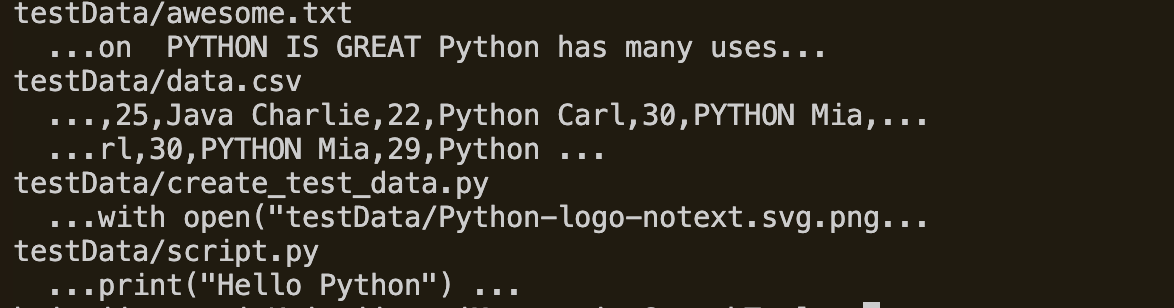 testData/awesome.txt
...on  PYTHON IS GREAT Python has many uses...
testData/data.csv
...,25,Java Charlie,22,Python Carl,30,PYTHON Mia,...
...rl,30,PYTHON Mia,29,Python ...
testData/create_test_data.py
...with open("testData/Python-logo-notext.svg.png...
testData/script.py
...print("Hello Python") ...